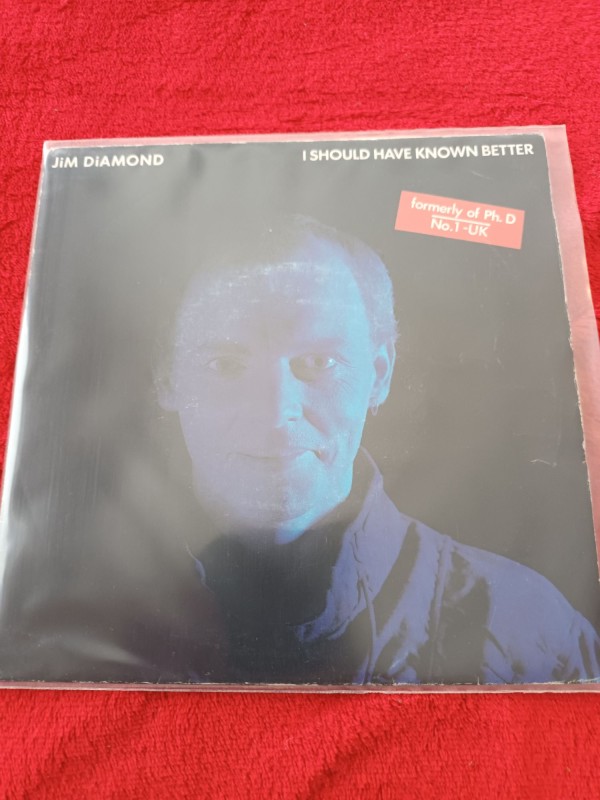 JiM DiAMOND
I SHOULD HAVE KNOWN BETTER
formerly of Ph. D
No.1-UK